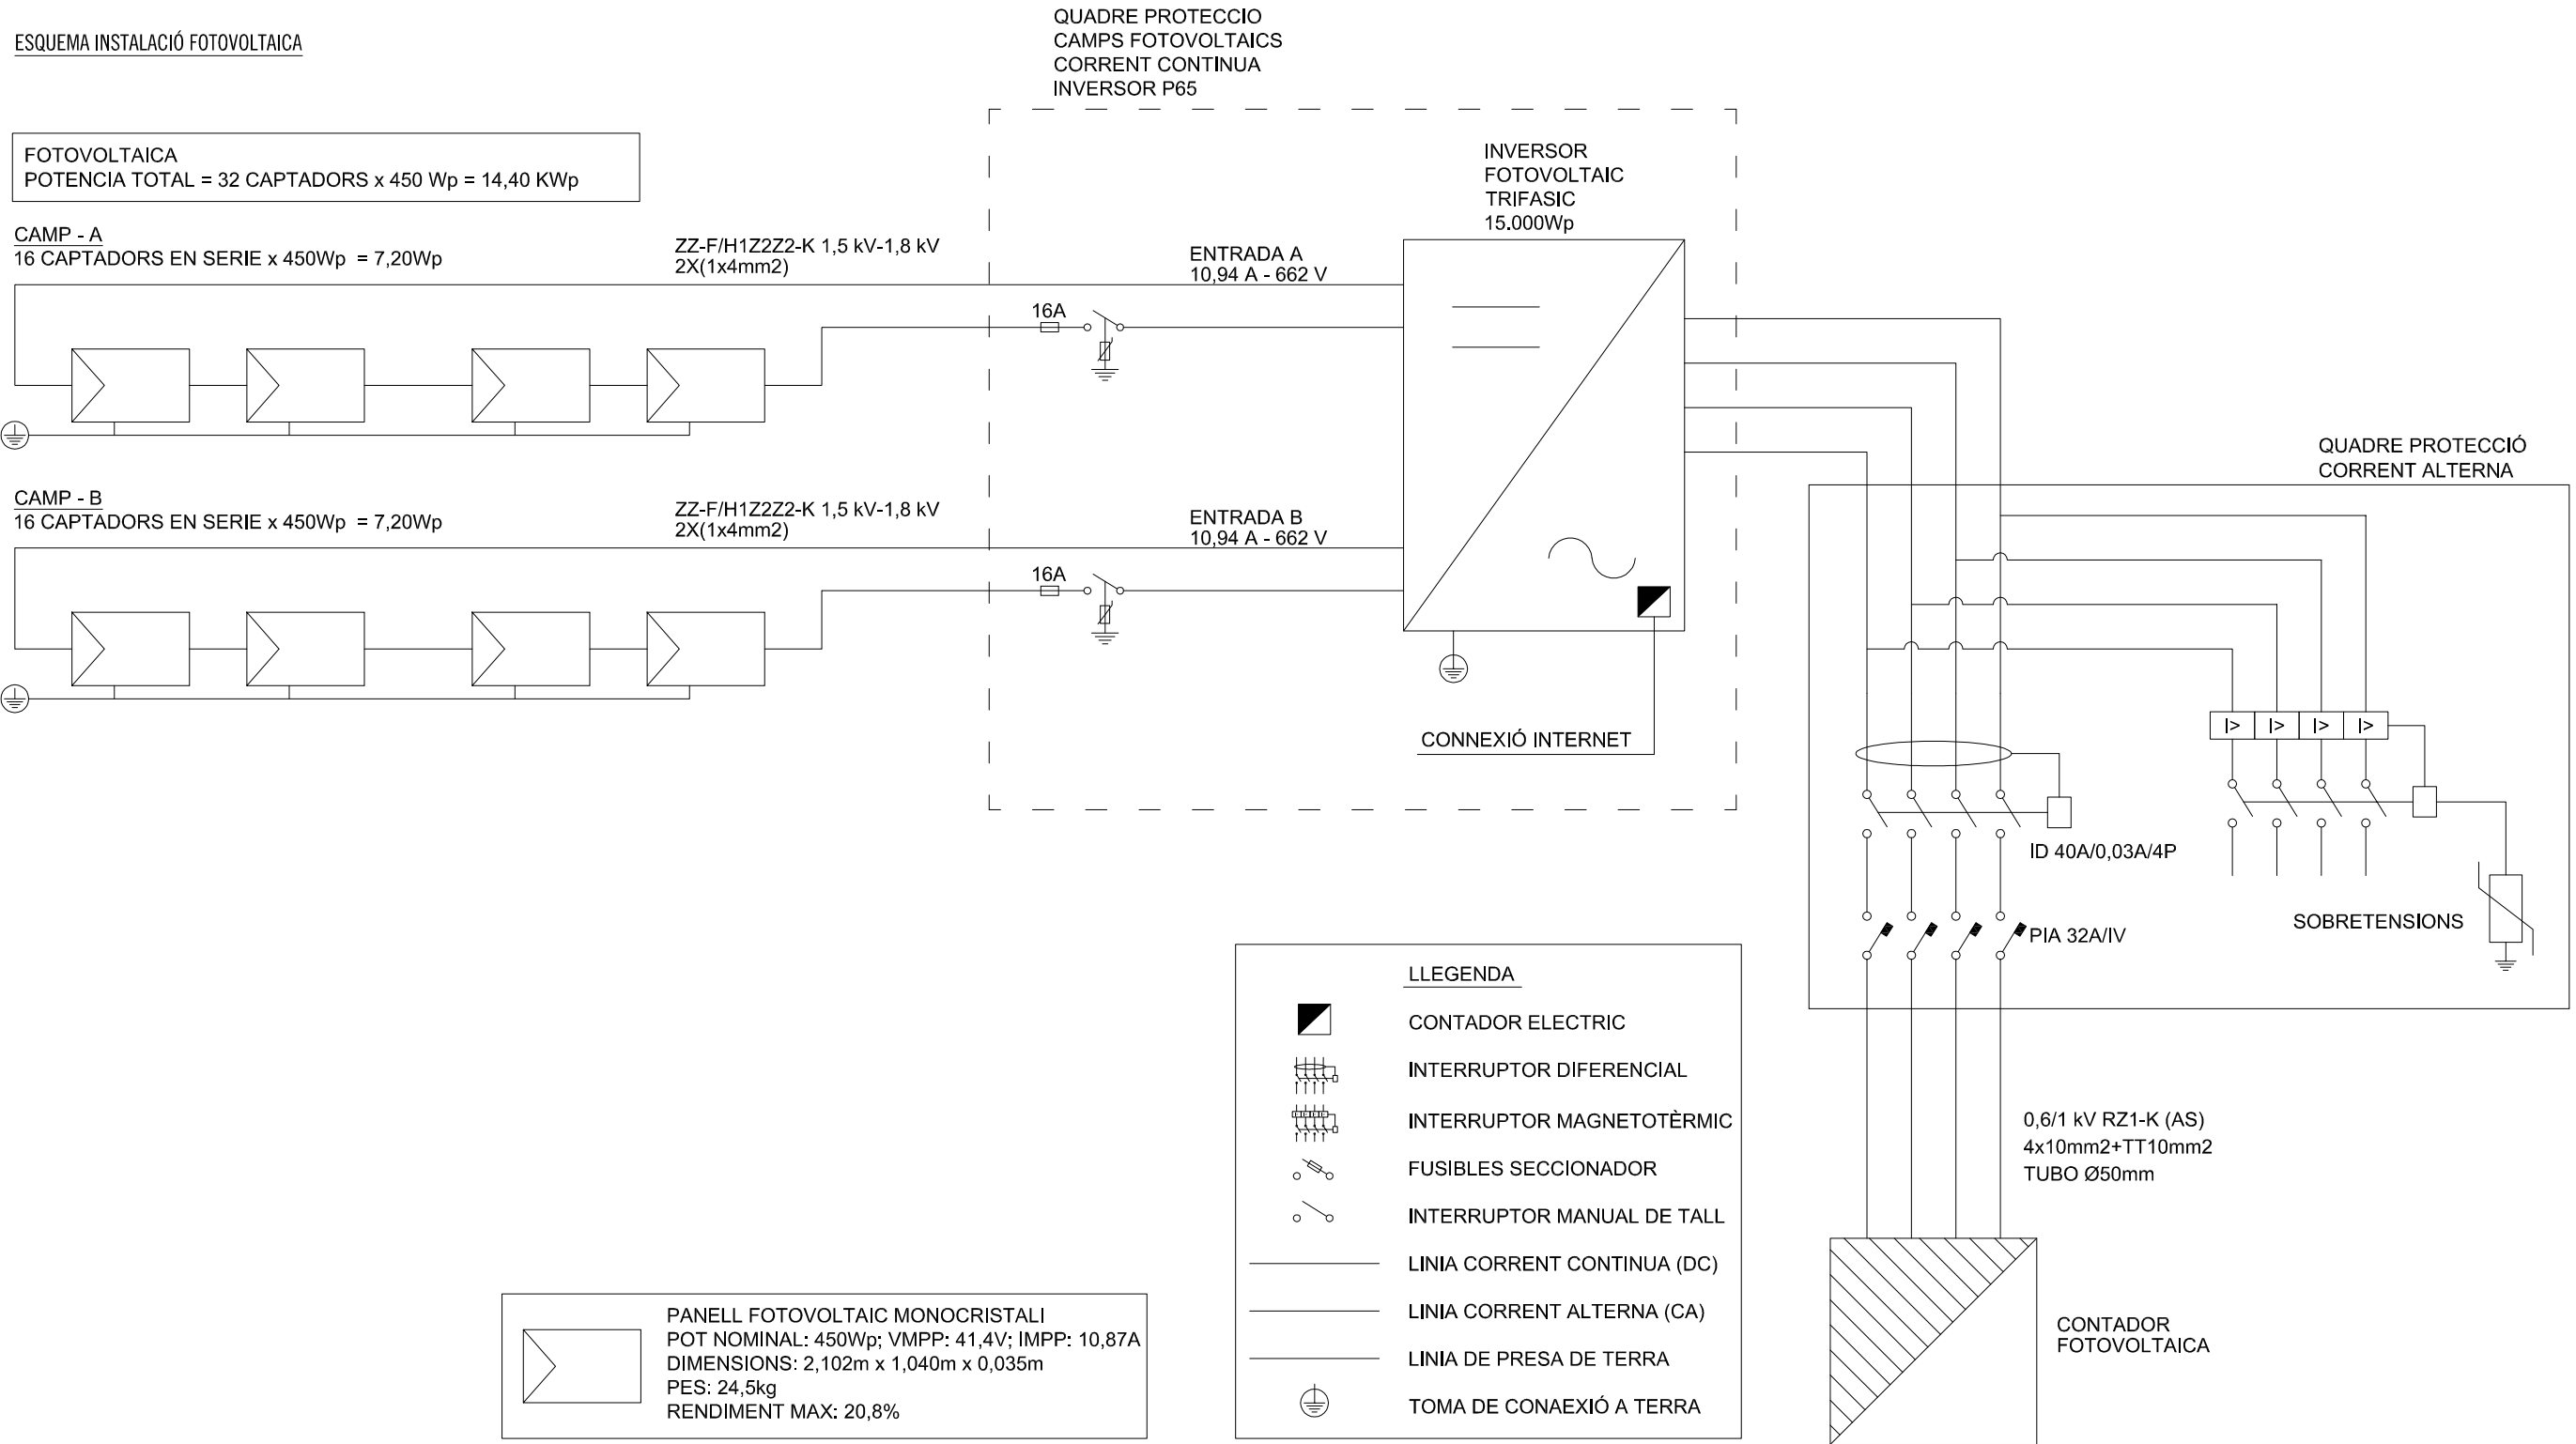 ESQUEMA INSTALACIÓ FOTOVOLTAICA
QUADRE PROTECCIO
CAMPS FOTOVOLTAICS
CORRENT CONTINUA
INVERSOR P65
FOTOVOLTAICA
POTENCIA TOTAL = 32 CAPTADORS x 450 Wp = 14,40 KWp
INVERSOR
FOTOVOLTAIC
TRIFASIC
15.000Wp
CAMP - A
16 CAPTADORS EN SERIE x 450Wp = 7,20Wp
ZZ-F/H1Z2Z2-K 1,5 kV-1,8 kV
2X(1x4mm2)
ENTRADA A
10,94 A - 662 V
16A
QUADRE PROTECCIÓ
CORRENT ALTERNA
CAMP - B
16 CAPTADORS EN SERIE x 450Wp = 7,20Wp
ZZ-F/H1Z2Z2-K 1,5 kV-1,8 kV
2X(1x4mm2)
ENTRADA B
10,94 A - 662 V
16A
CONNEXIÓ INTERNET
I> I> I> I>
ID 40A/0,03A/4P
SOBRETENSIONS
PIA 32A/IV
LLEGENDA
CONTADOR ELECTRIC
INTERRUPTOR DIFERENCIAL
INTERRUPTOR MAGNETOTÈRMIC
FUSIBLES SECCIONADOR
INTERRUPTOR MANUAL DE TALL
LINIA CORRENT CONTINUA (DC)
LINIA CORRENT ALTERNA (CA)
LINIA DE PRESA DE TERRA
TOMA DE CONAEXIÓ A TERRA
0,6/1 kV RZ1-K (AS)
4x10mm2+TT10mm2
TUBO Ø50mm
PANELL FOTOVOLTAIC MONOCRISTALI
POT NOMINAL: 450Wp; VMPP: 41,4V; IMPP: 10,87A
DIMENSIONS: 2,102m x 1,040m x 0,035m
PES: 24,5kg
RENDIMENT MAX: 20,8%
CONTADOR
FOTOVOLTAICA